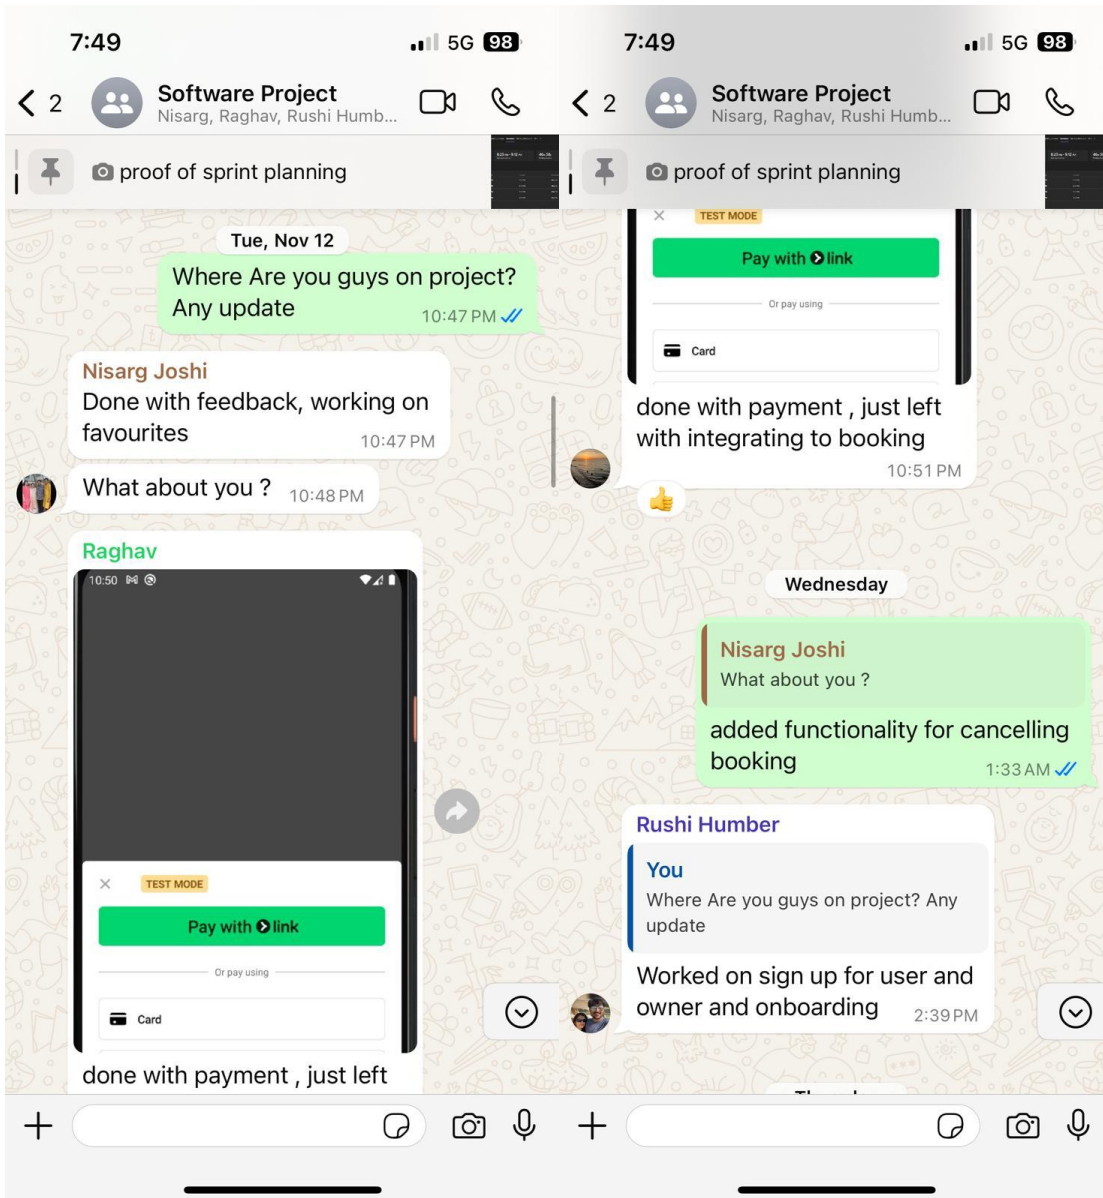 7:49
5G 98
2
Software Project
Nisarg, Raghav, Rushi Humb...
proof of sprint planning
Tue, Nov 12
Where Are you guys on project?
Any update
10:47 PM
Nisarg Joshi
Done with feedback, working on
favourites
10:47 PM
What about you ?
10:48 PM
Raghav
10:50
TEST MODE
Pay with link
Or pay using
Card
done with payment , just left
7:49
5G 98
2
Software Project
Nisarg, Raghav, Rushi Humb...
proof of sprint planning
TEST MODE
Pay with link
Or pay using
Card
done with payment , just left
with integrating to booking
10:51 PM
Wednesday
Nisarg Joshi
What about you ?
added functionality for cancelling
booking
1:33 AM
Rushi Humber
You
Where Are you guys on project? Any
update
Worked on sign up for user and
owner and onboarding
2:39 PM